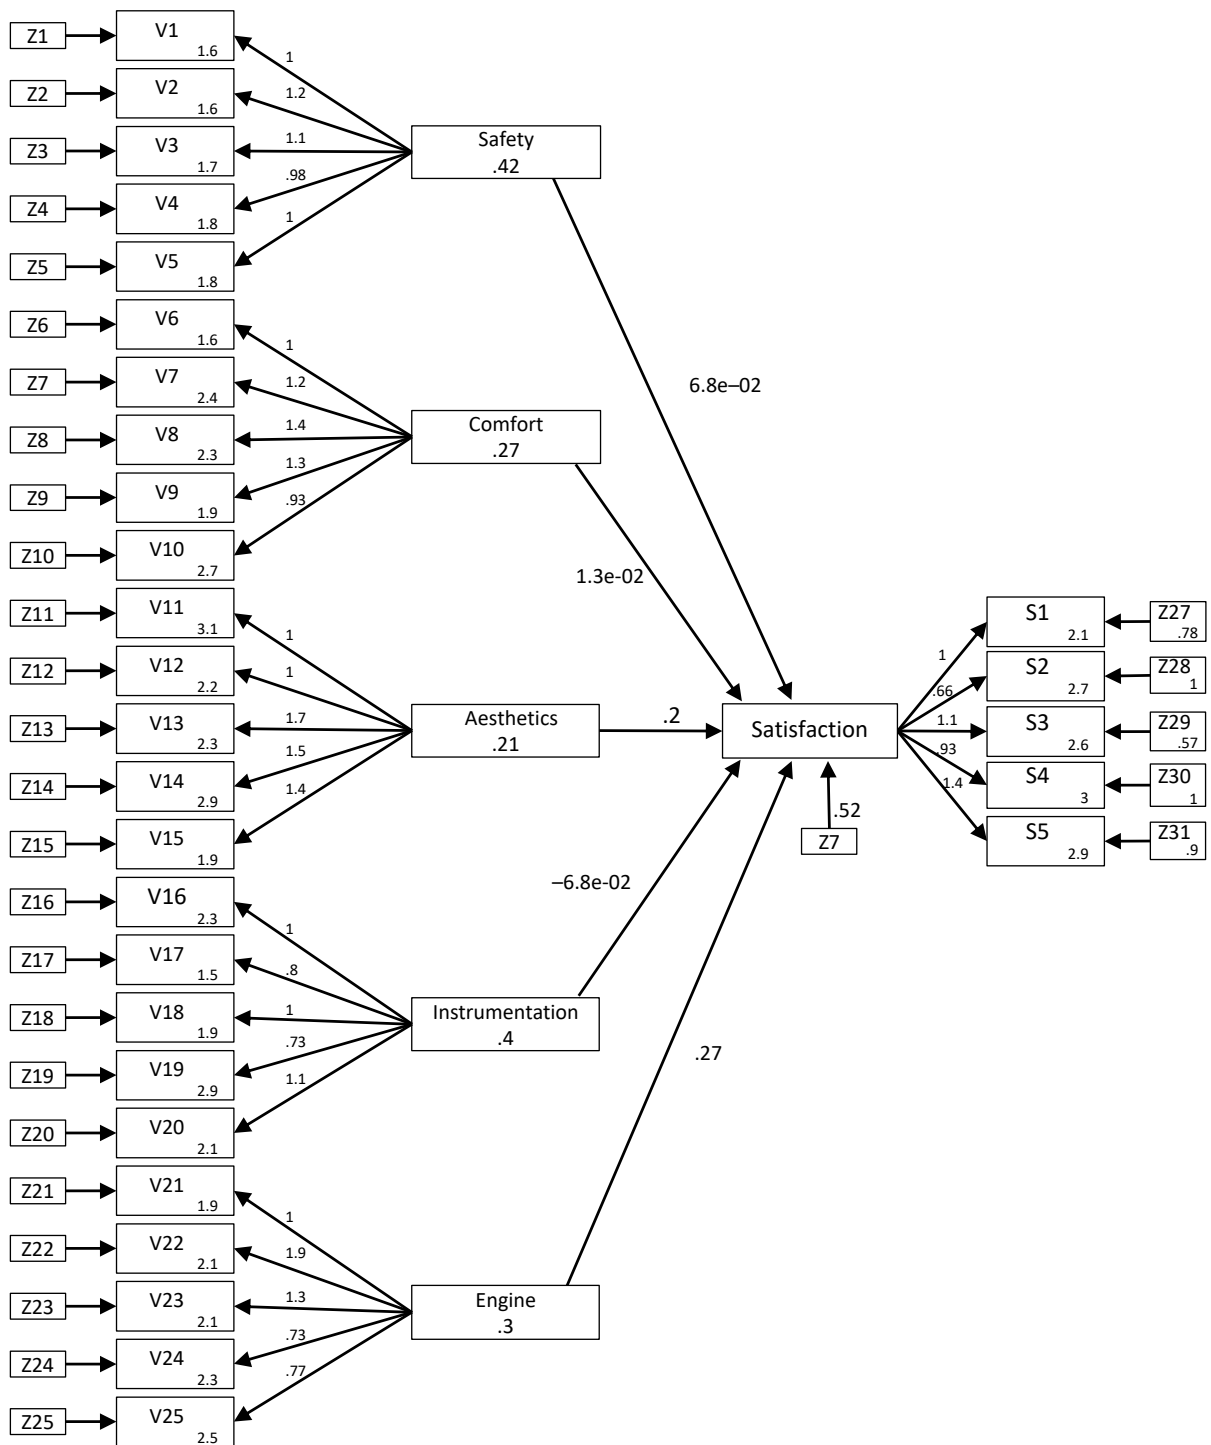 Z1
V1
1.6
1
Z2
V2
1.6
1.2
Z3
V3
1.7
1.1
Safety
.42
Z4
V4
1.8
.98
Z5
V5
1.8
1
Z6
V6
1.6
1
Z7
V7
2.4
1.2
6.8e–02
Z8
V8
2.3
1.4
Comfort
.27
Z9
V9
1.9
1.3
Z10
V10
2.7
.93
1.3e-02
Z11
V11
3.1
1
Z12
V12
2.2
1
Z13
V13
2.3
1.7
Aesthetics
.21
.2
Z14
V14
2.9
1.5
Z15
V15
1.9
1.4
Satisfaction
.52
Z7
1
S1
2.1
Z27
.78
.66
S2
2.7
Z28
1
1.1
S3
2.6
Z29
.57
.93
S4
3
Z30
1
1.4
S5
2.9
Z31
.9
Z16
V16
2.3
1
–6.8e-02
Z17
V17
1.5
.8
Z18
V18
1.9
1
Instrumentation
.4
Z19
V19
2.9
.73
.27
Z20
V20
2.1
1.1
Z21
V21
1.9
1
Z22
V22
2.1
1.9
Z23
V23
2.1
1.3
Engine
.3
Z24
V24
2.3
.73
Z25
V25
2.5
.77